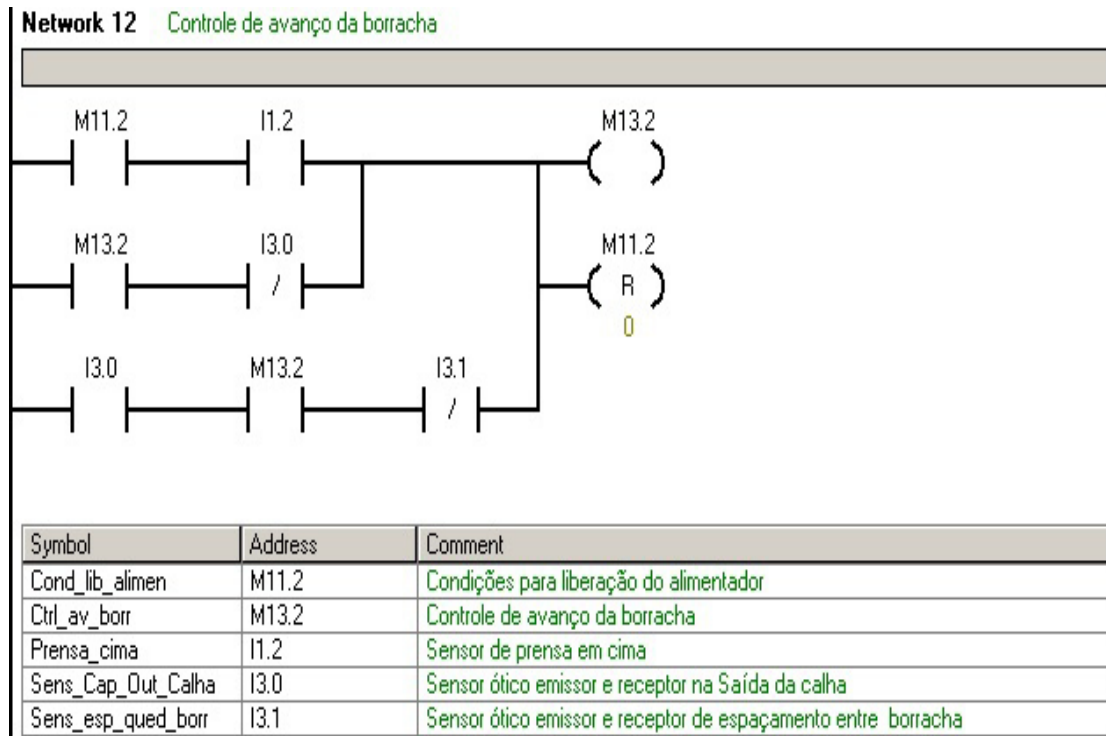 Network 12 Controle de avanço da borracha
M11.2 I1.2 M13.2
M13.2 I3.0 M11.2
/ R
0
I3.0 M13.2 I3.1
/
Symbol Address Comment
Cond_lib_alimen M11.2 Condições para liberação do alimentador
Ctrl_av_borr M13.2 Controle de avanço da borracha
Prensa_cima I1.2 Sensor de prensa em cima
Sens_Cap_Out_Calha I3.0 Sensor ótico emissor e receptor na Saída da calha
Sens_esp_qued_borr I3.1 Sensor ótico emissor e receptor de espaçamento entre borracha